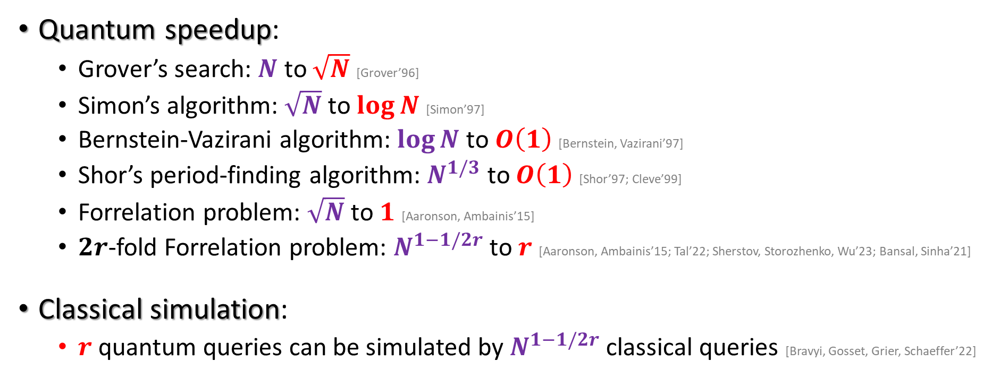 • Quantum speedup:
• Grover’s search: N to √N [Grover’96]
• Simon’s algorithm: √N to log N [Simon’97]
• Bernstein-Vazirani algorithm: log N to O(1) [Bernstein, Vazirani’97]
• Shor’s period-finding algorithm: N^{1/3} to O(1) [Shor’97; Cleve’99]
• Forrelation problem: √N to 1 [Aaronson, Ambainis’15]
• 2r-fold Forrelation problem: N^{1−1/2r} to r [Aaronson, Ambainis’15; Tal’22; Sherstov, Storozhenko, Wu’23; Bansal, Sinha’21]
• Classical simulation:
• r quantum queries can be simulated by N^{1−1/2r} classical queries [Bravyi, Gosset, Grier, Schaeffer’22]